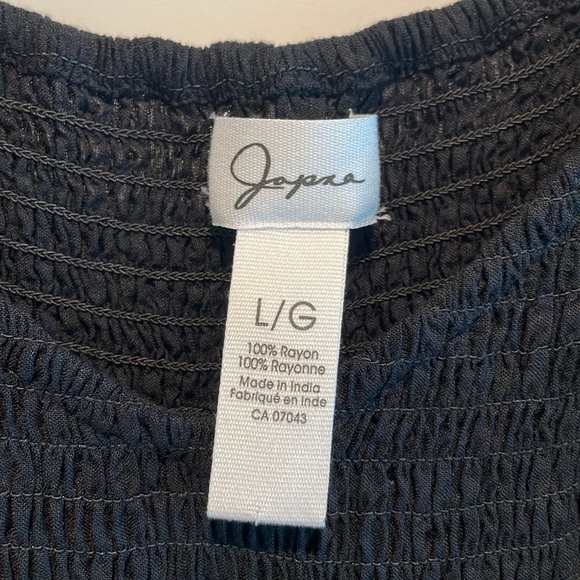 Japna
L/G
100% Rayon
100% Rayonne
Made in India
Fabriqué en Inde
CA 07043